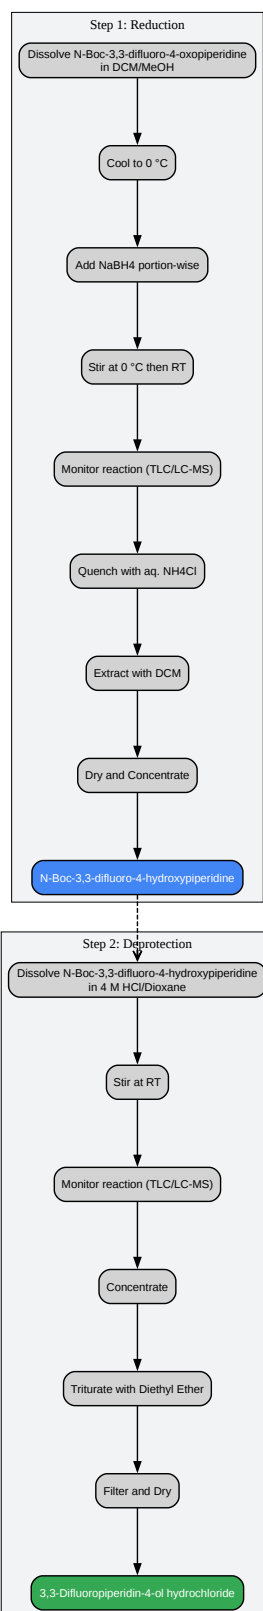 Step 1: Reduction
Dissolve N-Boc-3,3-difluoro-4-oxopiperidine
in DCM/MeOH
Cool to 0 °C
Add NaBH4 portion-wise
Stir at 0 °C then RT
Monitor reaction (TLC/LC-MS)
Quench with aq. NH4Cl
Extract with DCM
Dry and Concentrate
N-Boc-3,3-difluoro-4-hydroxypiperidine
Step 2: Deprotection
Dissolve N-Boc-3,3-difluoro-4-hydroxypiperidine
in 4 M HCl/Dioxane
Stir at RT
Monitor reaction (TLC/LC-MS)
Concentrate
Triturate with Diethyl Ether
Filter and Dry
3,3-Difluoropiperidin-4-ol hydrochloride